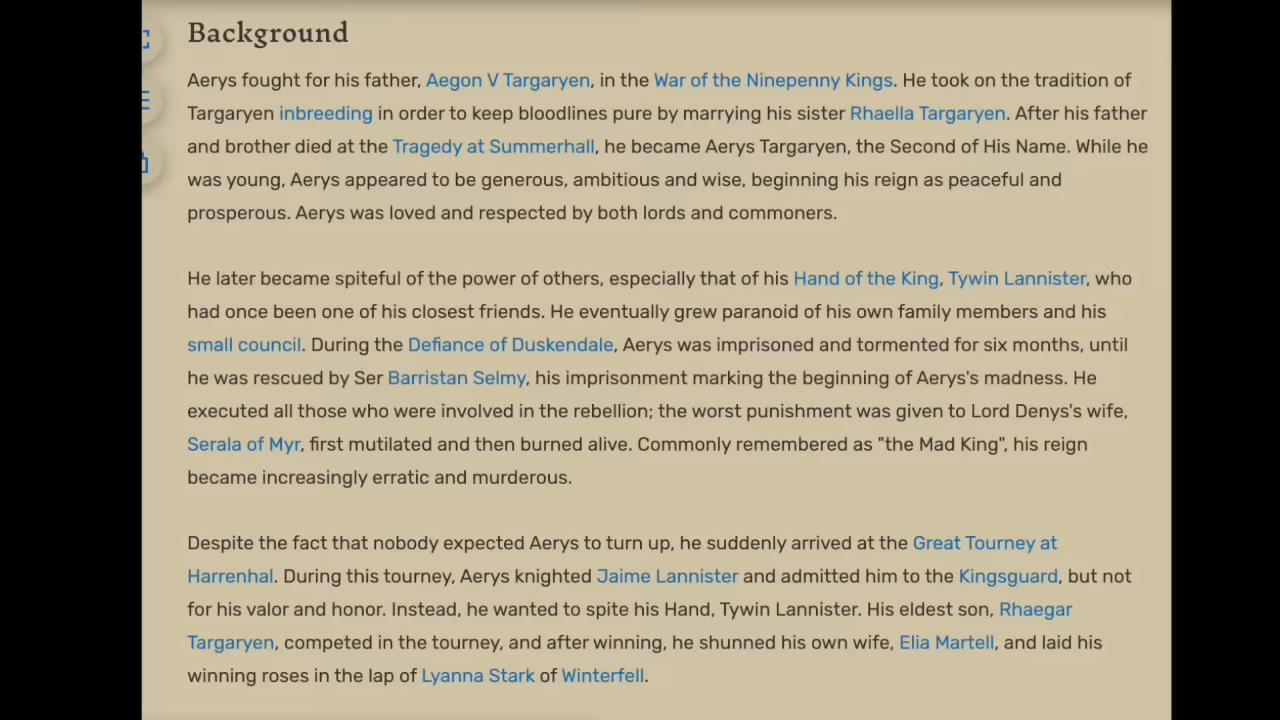 Background
Aerys fought for his father, Aegon V Targaryen, in the War of the Ninepenny Kings. He took on the tradition of
Targaryen inbreeding in order to keep bloodlines pure by marrying his sister Rhaella Targaryen. After his father
and brother died at the Tragedy at Summerhall, he became Aerys Targaryen, the Second of His Name. While he
was young, Aerys appeared to be generous, ambitious and wise, beginning his reign as peaceful and
prosperous. Aerys was loved and respected by both lords and commoners.
He later became spiteful of the power of others, especially that of his Hand of the King, Tywin Lannister, who
had once been one of his closest friends. He eventually grew paranoid of his own family members and his
small council. During the Defiance of Duskendale, Aerys was imprisoned and tormented for six months, until
he was rescued by Ser Barristan Selmy, his imprisonment marking the beginning of Aerys's madness. He
executed all those who were involved in the rebellion; the worst punishment was given to Lord Denys's wife,
Serala of Myr, first mutilated and then burned alive. Commonly remembered as "the Mad King", his reign
became increasingly erratic and murderous.
Despite the fact that nobody expected Aerys to turn up, he suddenly arrived at the Great Tourney at
Harrenhal. During this tourney, Aerys knighted Jaime Lannister and admitted him to the Kingsguard, but not
for his valor and honor. Instead, he wanted to spite his Hand, Tywin Lannister. His eldest son, Rhaegar
Targaryen, competed in the tourney, and after winning, he shunned his own wife, Elia Martell, and laid his
winning roses in the lap of Lyanna Stark of Winterfell.